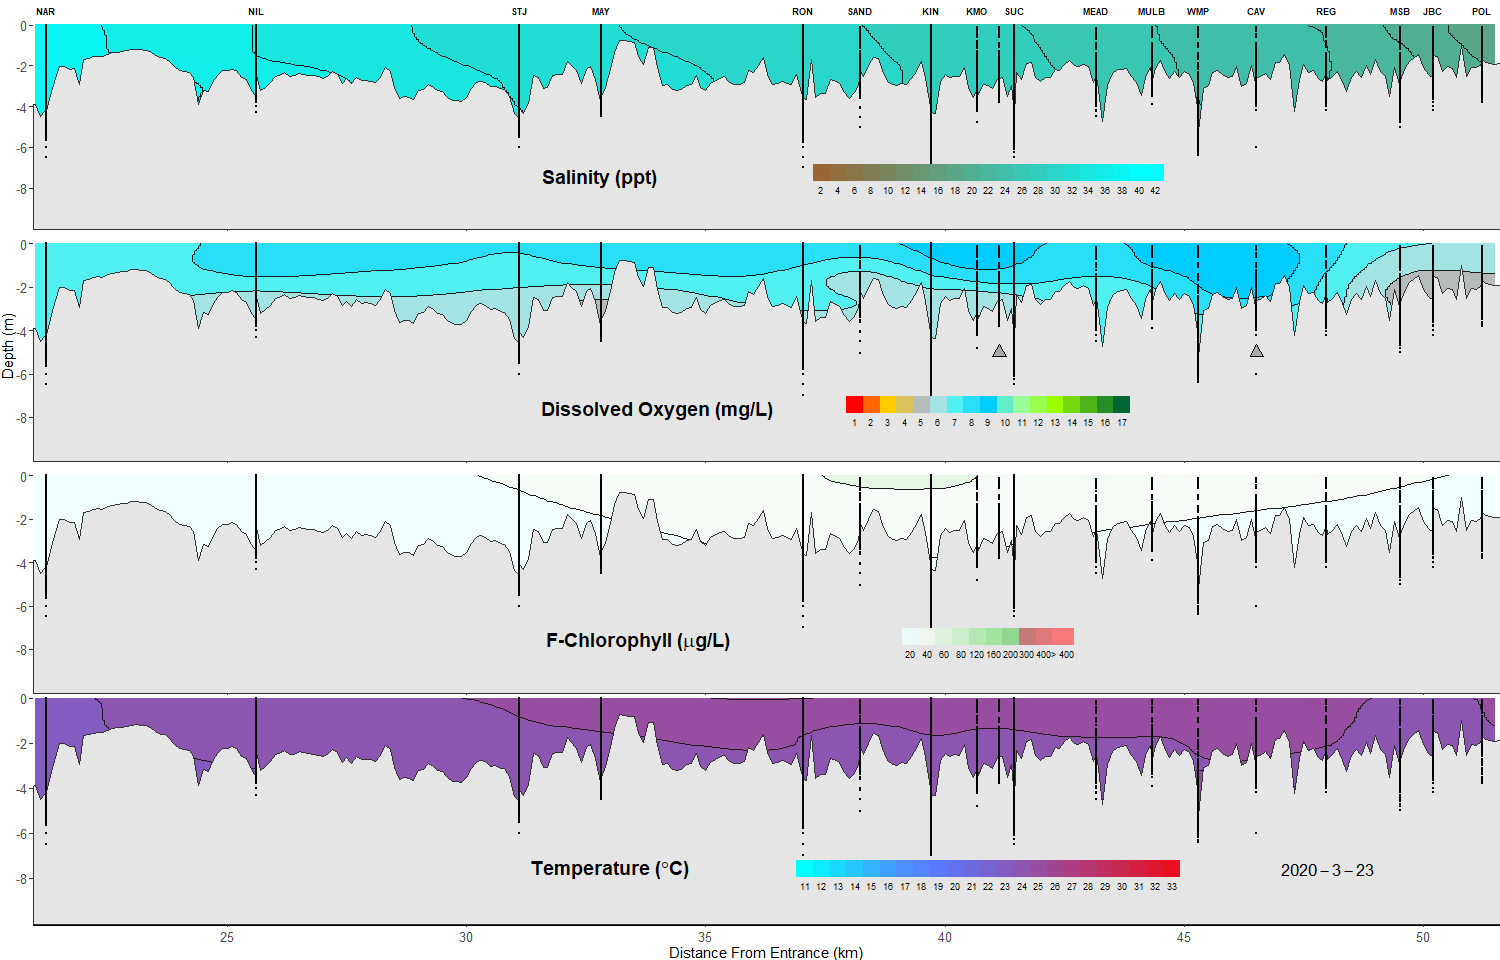 NAR NIL STJ MAY RON SAND KIN KMO SUC MEAD MULB WMP CAV REG MSB JBC POL
0
-2
-4
-6
-8
Salinity (ppt)
2 4 6 8 10 12 14 16 18 20 22 24 26 28 30 32 34 36 38 40 42
0
-2
-4
-6
-8
Depth (m)
Dissolved Oxygen (mg/L)
1 2 3 4 5 6 7 8 9 10 11 12 13 14 15 16 17
0
-2
-4
-6
-8
F-Chlorophyll (μg/L)
20 40 60 80 120 160 200 300 400> 400
0
-2
-4
-6
-8
Temperature (°C)
11 12 13 14 15 16 17 18 19 20 21 22 23 24 25 26 27 28 29 30 31 32 33
2020 – 3 – 23
25 30 35 40 45 50
Distance From Entrance (km)